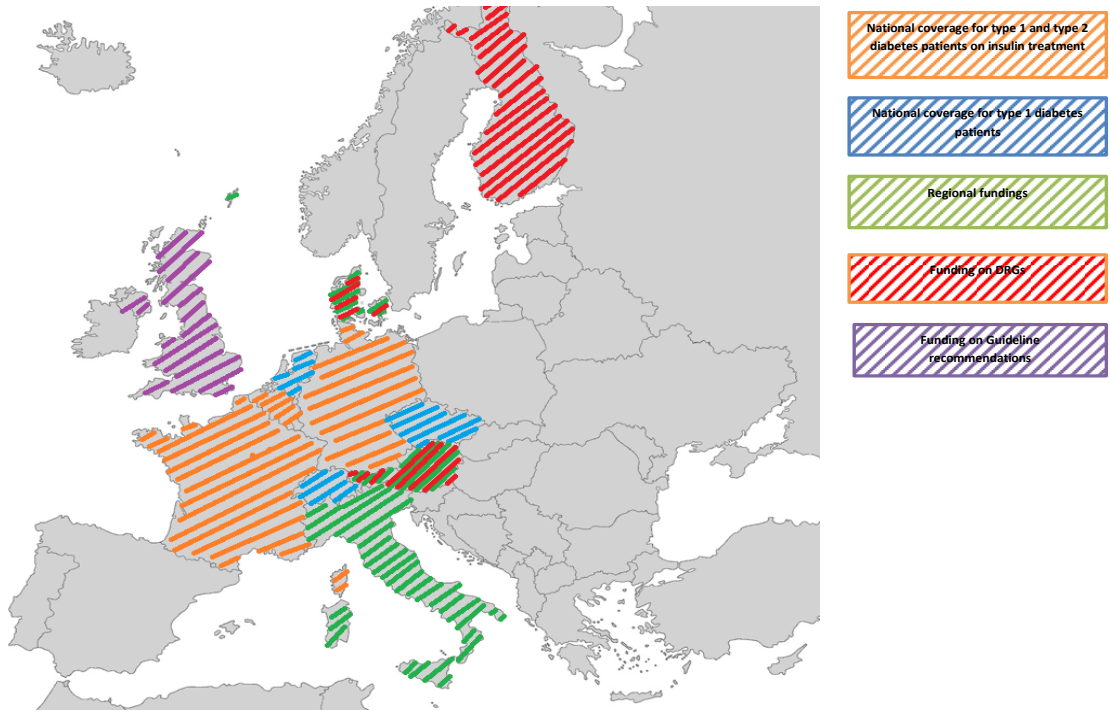 National coverage for type 1 and type 2
diabetes patients on insulin treatment
National coverage for type 1 diabetes
patients
Regional fundings
Funding on DRGs
Funding on Guideline
recommendations